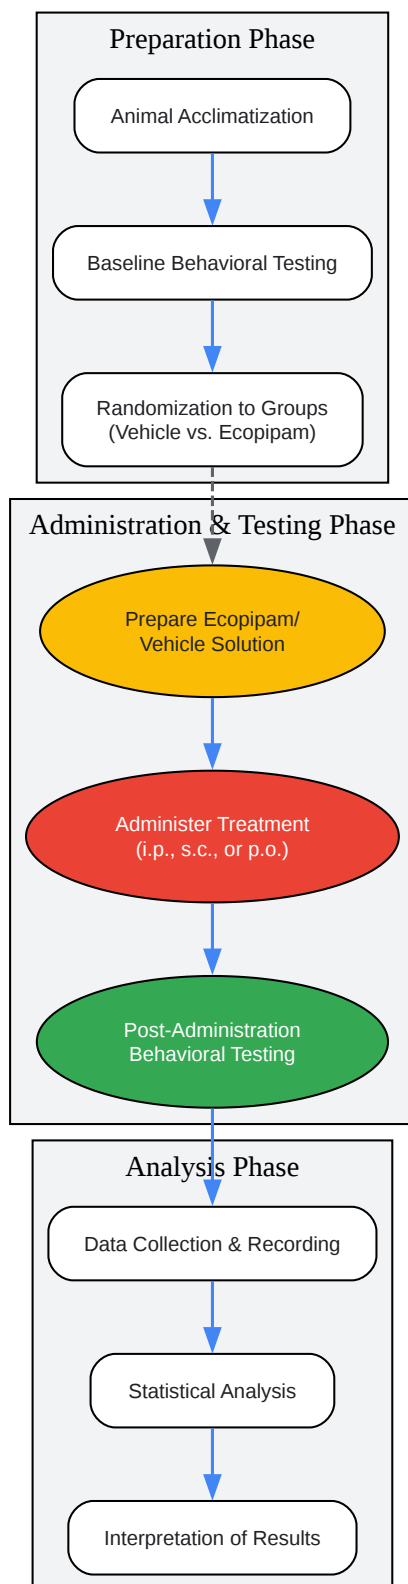 Preparation Phase
Animal Acclimatization
Baseline Behavioral Testing
Randomization to Groups
(Vehicle vs. Ecopipam)
Administration & Testing Phase
Prepare Ecopipam/
Vehicle Solution
Administer Treatment
(i.p., s.c., or p.o.)
Post-Administration
Behavioral Testing
Analysis Phase
Data Collection & Recording
Statistical Analysis
Interpretation of Results